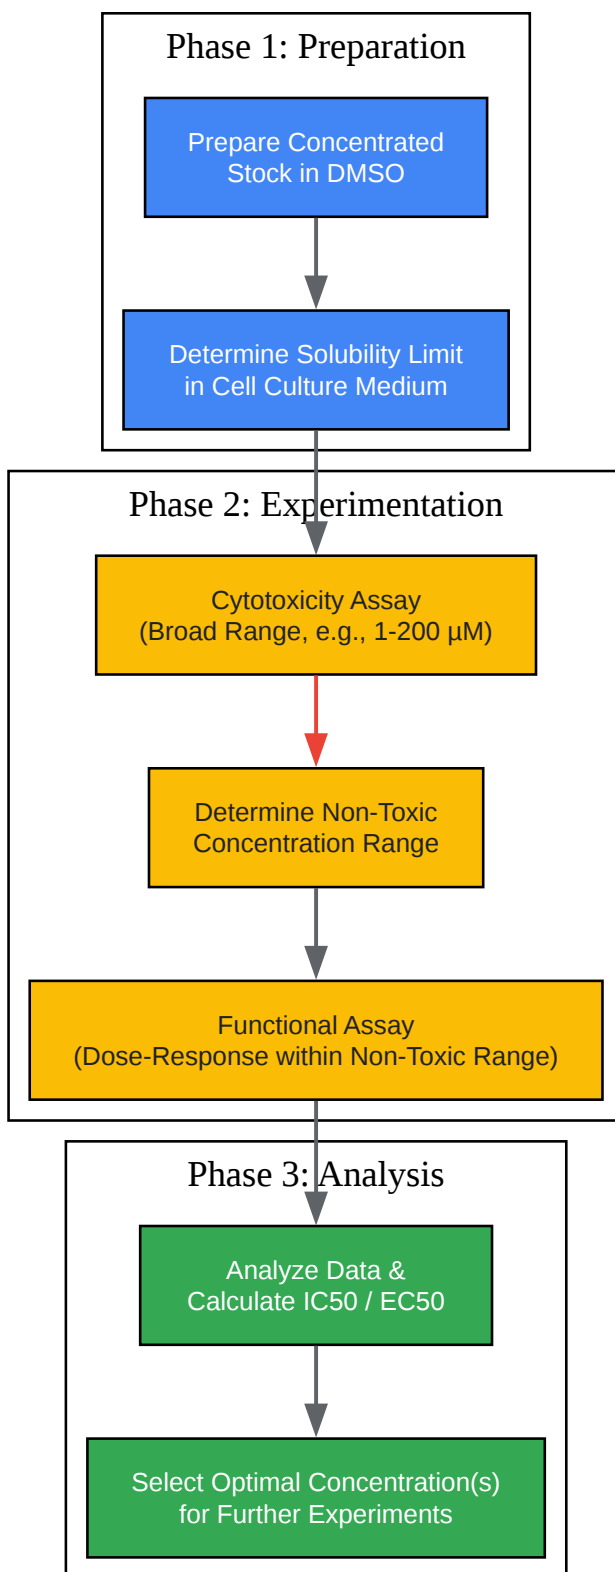 Phase 1: Preparation
Prepare Concentrated
Stock in DMSO
Determine Solubility Limit
in Cell Culture Medium
Phase 2: Experimentation
Cytotoxicity Assay
(Broad Range, e.g., 1-200 µM)
Determine Non-Toxic
Concentration Range
Functional Assay
(Dose-Response within Non-Toxic Range)
Phase 3: Analysis
Analyze Data &
Calculate IC50 / EC50
Select Optimal Concentration(s)
for Further Experiments